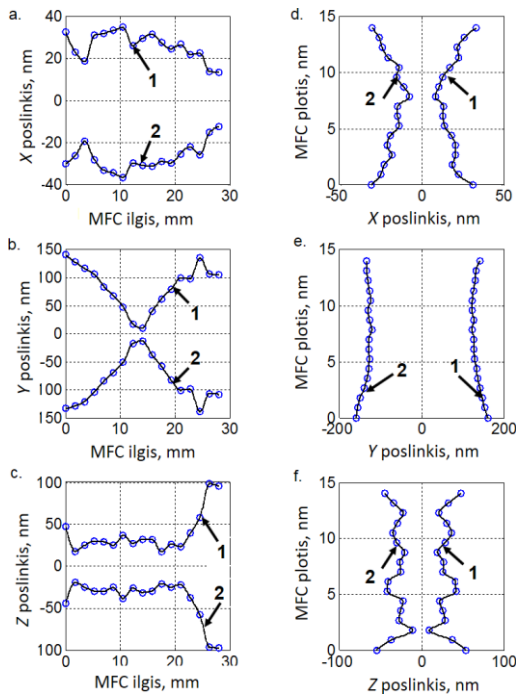 a.
X poslinkis, nm
40
20
0
-20
-40
0 10 20 30
MFC ilgis, mm
1
2
b.
Y poslinkis, nm
150
100
50
0
50
100
150
0 10 20 30
MFC ilgis, mm
1
2
c.
Z poslinkis, nm
100
50
0
-50
100
0 10 20 30
MFC ilgis, mm
1
2
d.
MFC plotis, nm
15
10
5
0
-50 0 50
X poslinkis, nm
2
1
e.
MFC plotis, nm
15
10
5
0
-200 0 200
Y poslinkis, nm
2
1
f.
MFC plotis, nm
15
10
5
0
-100 0 100
Z poslinkis, nm
2
1